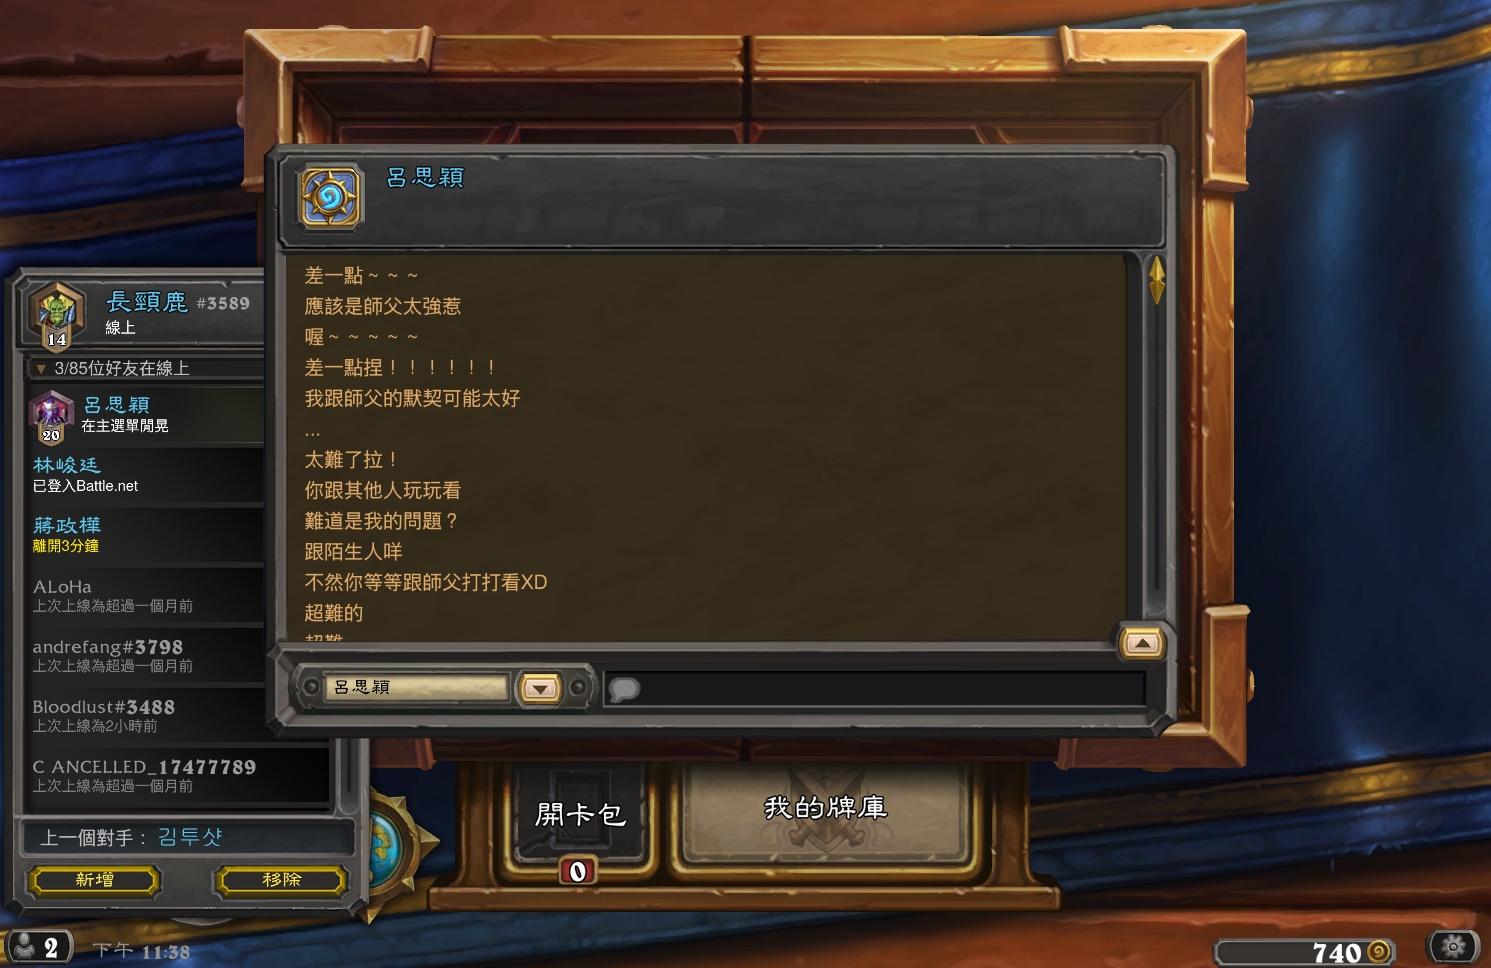 呂思穎
差一點~~~
應該是師父太強惹
喔~~~~~
差一點捏！！！！！！
我跟師父的默契可能太好
...
太難了拉！
你跟其他人玩玩看
難道是我的問題？
跟陌生人咩
不然你等等跟師父打打看XD
超難的
超難
呂思穎
長頸鹿 #3589
線上
14
3/85位好友在線上
呂思穎
在主選單閒晃
20
林峻廷
已登入Battle.net
蔣政樺
離開3分鐘
ALoHa
上次上線為超過一個月前
andrefang#3798
上次上線為超過一個月前
Bloodlust#3488
上次上線為2小時前
C ANCELLED_17477789
上次上線為超過一個月前
上一個對手： 김투샷
新增
移除
開卡包
0
我的牌庫
2
下午 11:38
740